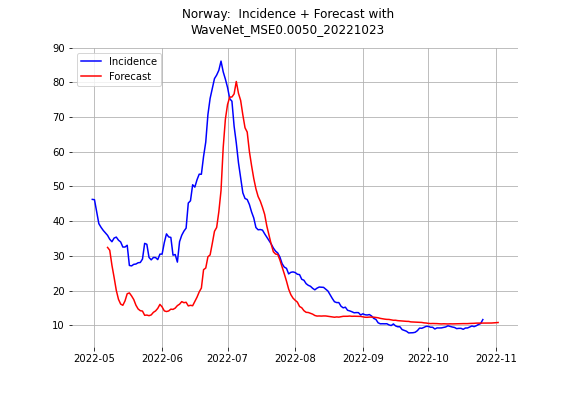 Norway:  Incidence + Forecast with
WaveNet_MSE0.0050_20221023
Incidence
Forecast
90
80
70
60
50
40
30
20
10
2022-05 2022-06 2022-07 2022-08 2022-09 2022-10 2022-11